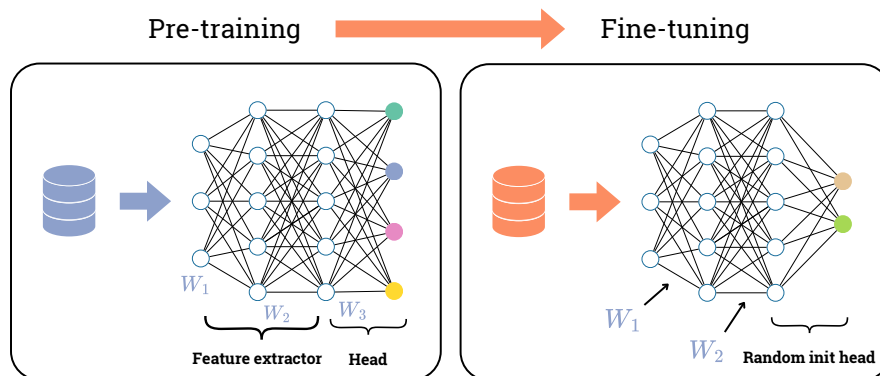 Pre-training
Fine-tuning
W₁
W₂
W₃
Feature extractor
Head
W₁
W₂
Random init head